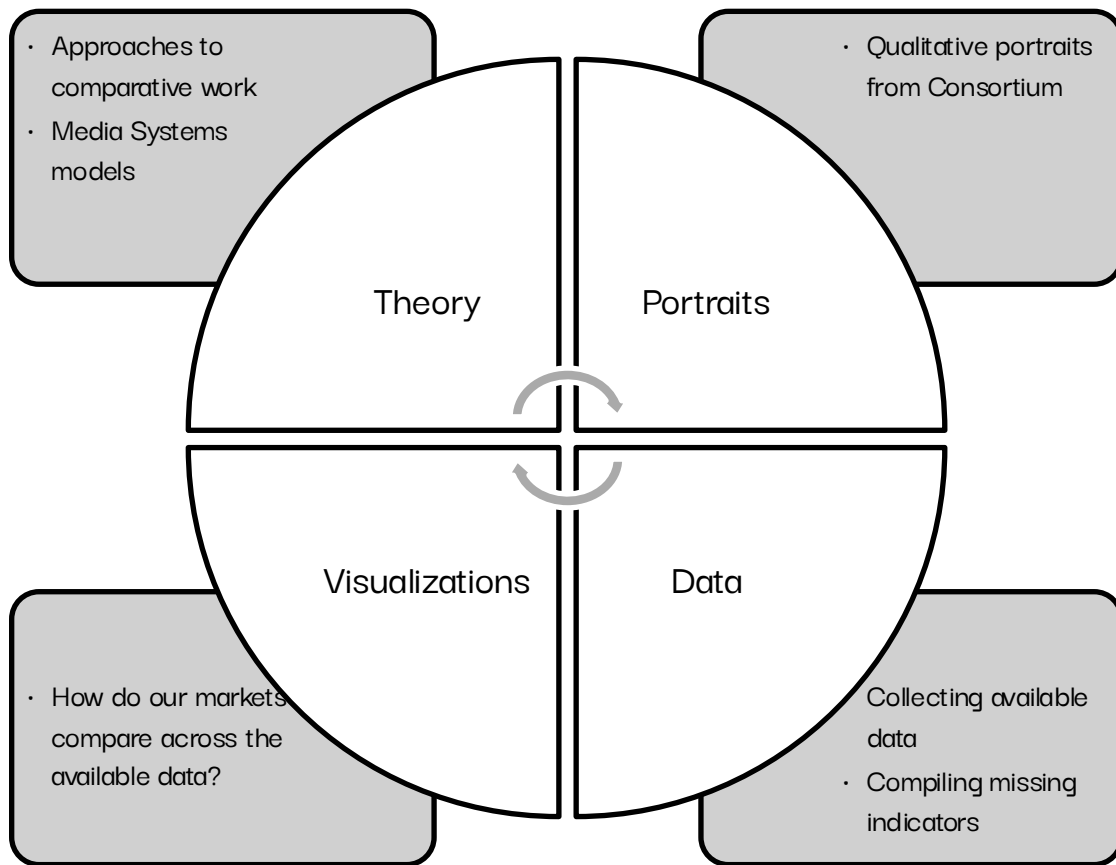 · Approaches to
comparative work
· Media Systems
models
· Qualitative portraits
from Consortium
Theory
Portraits
Visualizations
Data
· How do our markets
compare across the
available data?
Collecting available
data
· Compiling missing
indicators